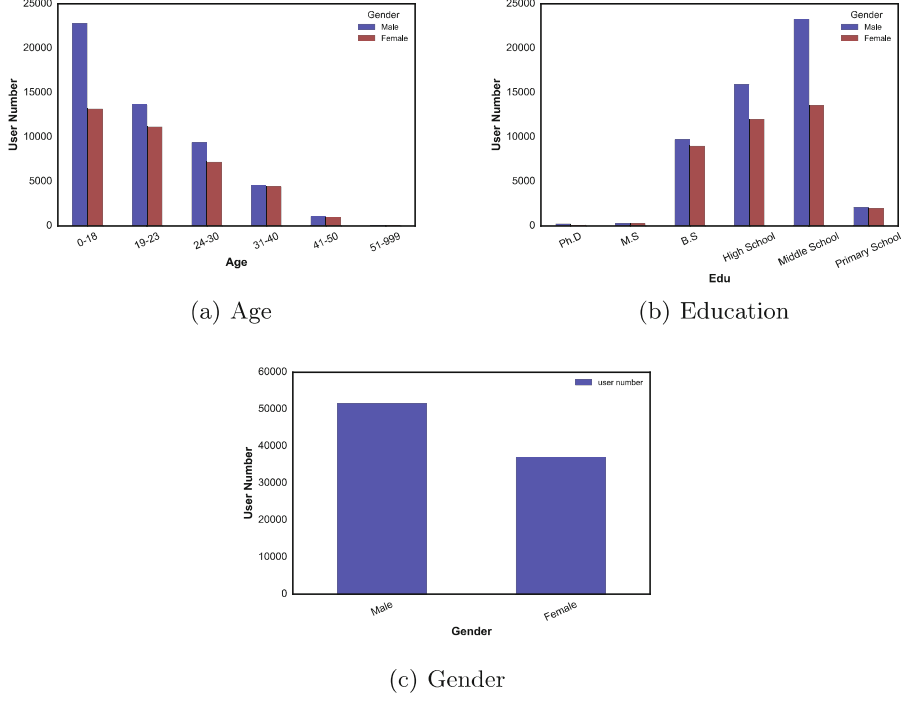 25000
20000
15000
10000
5000
0
User Number
Gender
Male
Female
0-18
19-23
24-30
31-40
41-50
51-999
Age
(a) Age
25000
20000
15000
10000
5000
0
User Number
Gender
Male
Female
Ph.D
M.S
B.S
High School
Middle School
Primary School
Edu
(b) Education
60000
50000
40000
30000
20000
10000
0
User Number
user number
Male
Female
Gender
(c) Gender